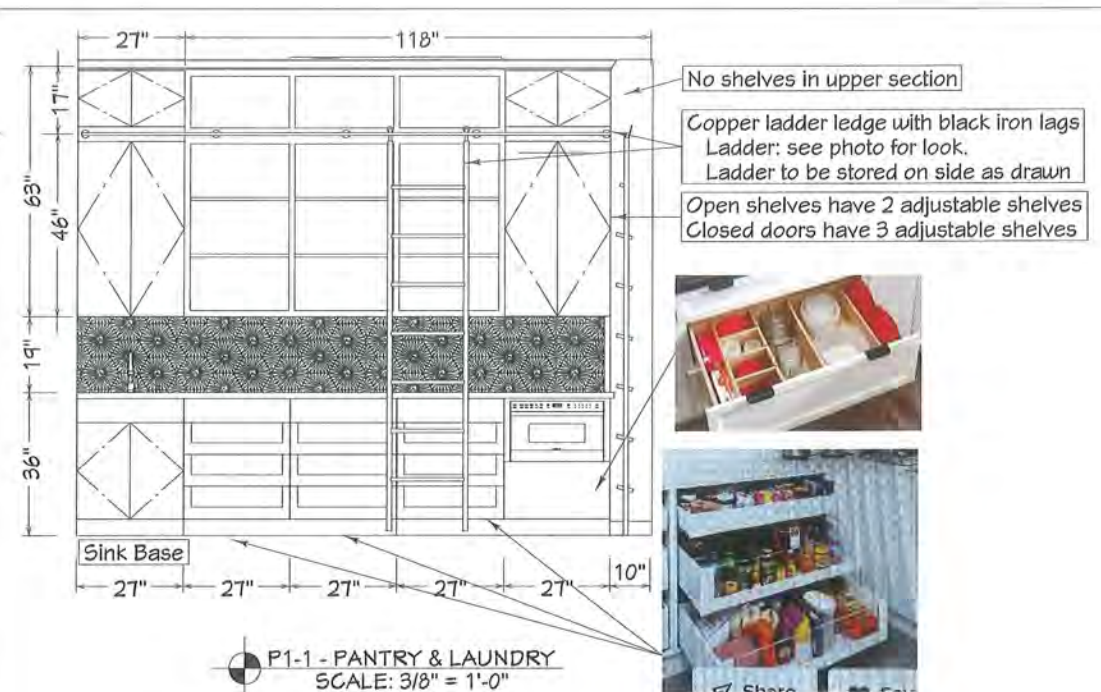 27"
118"
No shelves in upper section
17"
Copper ladder ledge with black iron lags
Ladder: see photo for look.
Ladder to be stored on side as drawn
63"
46"
Open shelves have 2 adjustable shelves
Closed doors have 3 adjustable shelves
19"
36"
Sink Base
27"
27"
27"
27"
27"
10"
P1-1 - PANTRY & LAUNDRY
SCALE: 3/8" = 1'-0"
Share